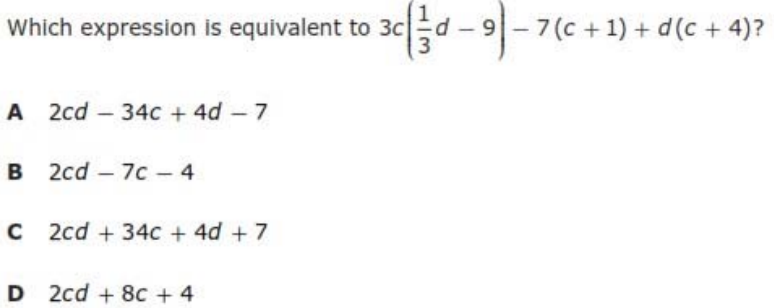 Which expression is equivalent to 3c(1/3 d – 9) – 7(c + 1) + d(c + 4)?
A 2cd – 34c + 4d – 7
B 2cd – 7c – 4
C 2cd + 34c + 4d + 7
D 2cd + 8c + 4